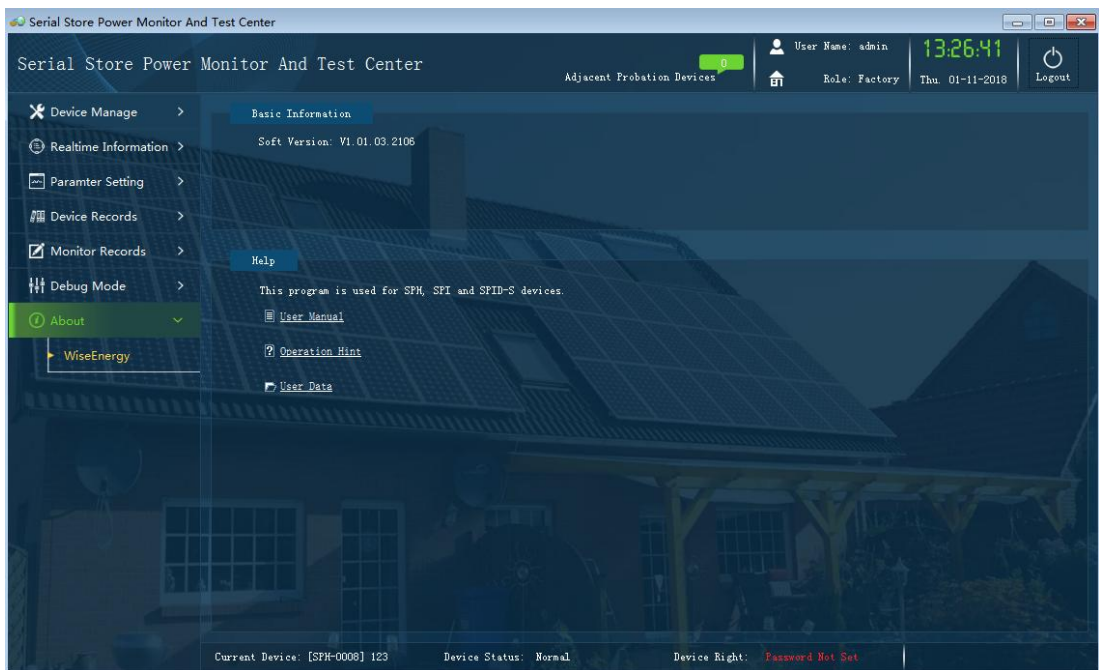 Serial Store Power Monitor And Test Center
Serial Store Power Monitor And Test Center
0
Adjacent Probation Devices
User Name: admin
Role: Factory
13:26:41
Thu. 01-11-2018
Logout
Device Manage
Realtime Information
Paramter Setting
Device Records
Monitor Records
Debug Mode
About
WiseEnergy
Basic Information
Soft Version: V1.01.03.2106
Help
This program is used for SPH, SPI and SPID-S devices.
User Manual
Operation Hint
User Data
Current Device: [SPH-0008] 123 Device Status: Normal Device Right: Password Not Set